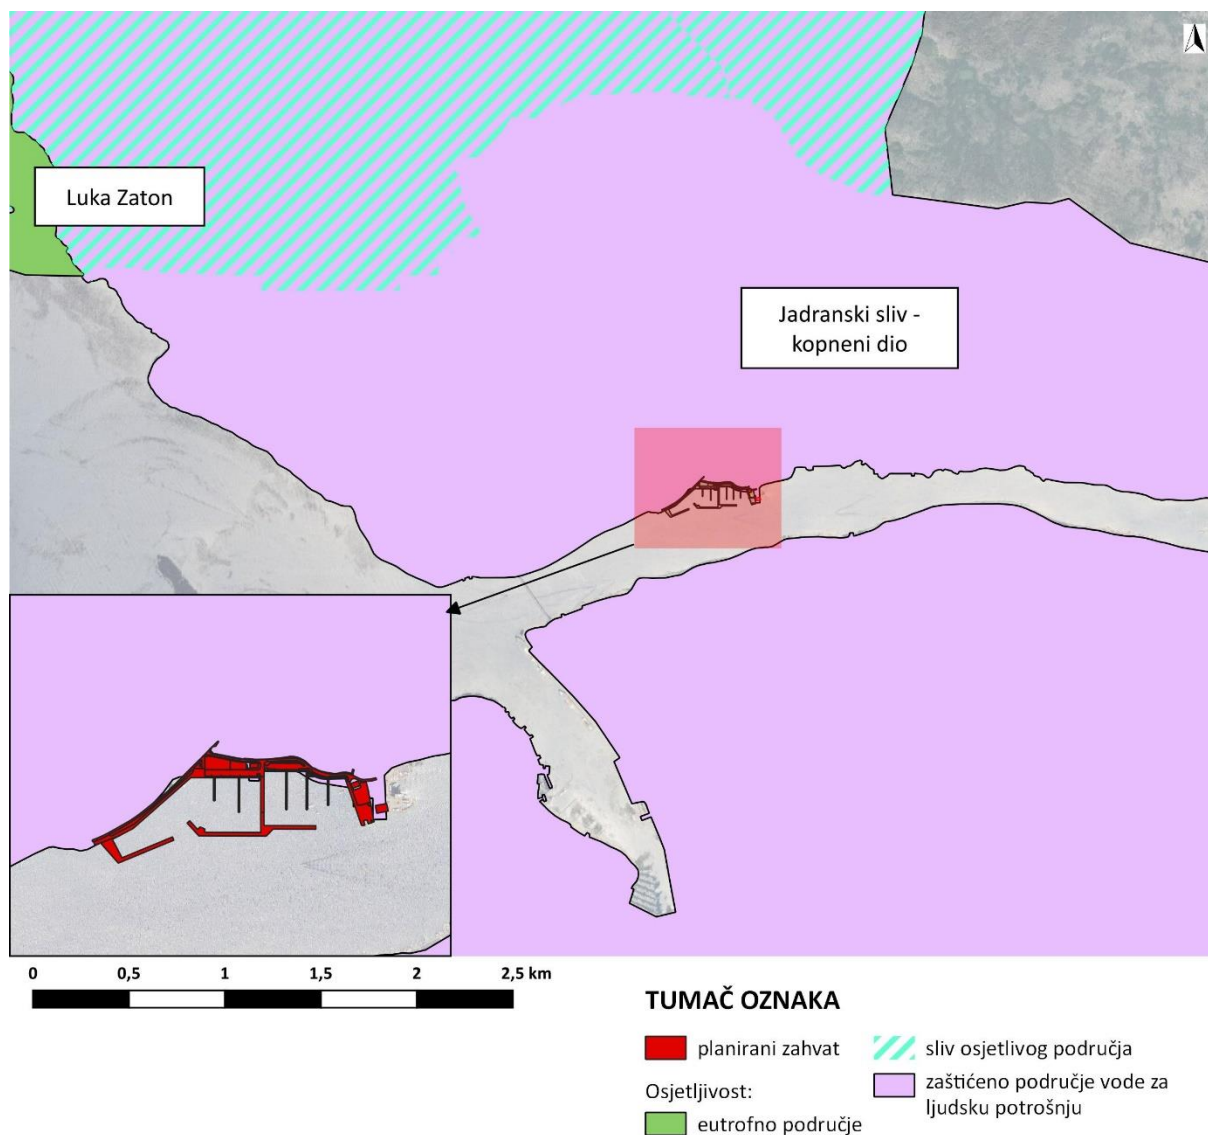 Luka Zaton
Jadranski sliv -
kopneni dio
0 0,5 1 1,5 2 2,5 km
TUMAČ OZNAKA
planirani zahvat
Osjetljivost:
eutrofno područje
sliv osjetlivog područja
zaštićeno područje vode za
ljudsku potrošnju